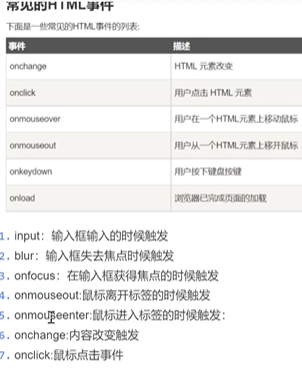 常见的HTML事件
下面是一些常见的HTML事件的列表:
事件 描述
onchange HTML 元素改变
onclick 用户点击 HTML 元素
onmouseover 用户在一个HTML元素上移动鼠标
onmouseout 用户从一个HTML元素上移开鼠标
onkeydown 用户按下键盘按键
onload 浏览器已完成页面的加载
1. input：输入框输入的时候触发
2. blur：输入框失去焦点时候触发
3. onfocus：在输入框获得焦点的时候触发
4. onmouseout:鼠标离开标签的时候触发
5. onmouseenter:鼠标进入标签的时候触发：
6. onchange:内容改变触发
7. onclick:鼠标点击事件